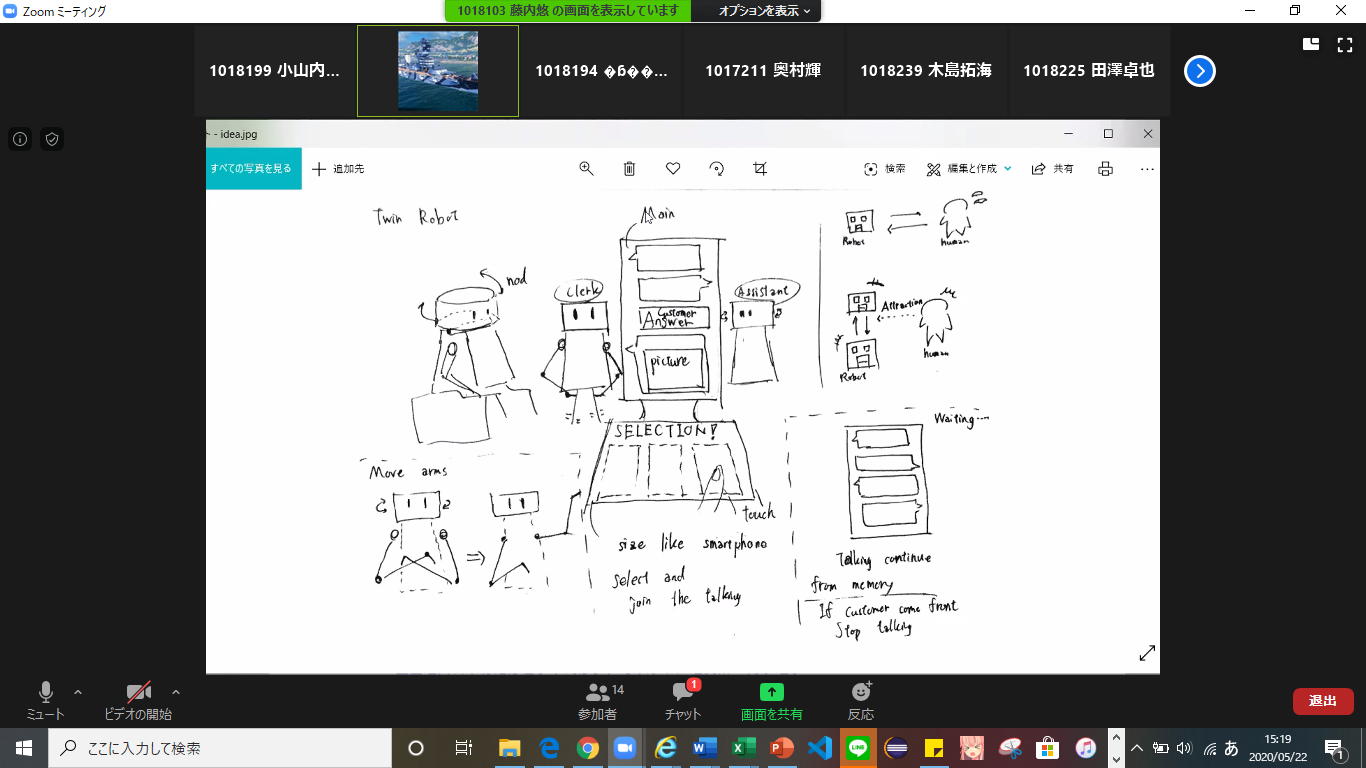 Zoom ミーティング
1018103 藤内悠 の画面を表示しています
オプションを表示
1018199 小山内...
1018194 �ƃ��...
1017211 奥村輝
1018239 木島拓海
1018225 田澤卓也
- idea.jpg
すべての写真を見る
追加先
検索
編集と作成
共有
Twin Robot
nod
Clerk
Main
Customer
Answer
picture
Assistant
Robot
human
Attraction
human
Robot
SELECTION!
touch
size like smartphone
select and
join the talking
Move arms
Waiting...
Talking continue
from memory
If customer come front
stop talking
ミュート
ビデオの開始
14
参加者
1
チャット
画面を共有
反応
退出
ここに入力して検索
LINE
あ
15:19
2020/05/22
1